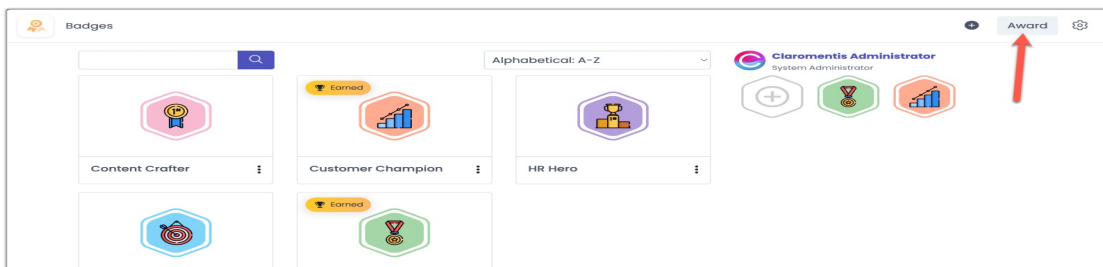 Badges
Award
Alphabetical: A-Z
Claromentis Administrator
System Administrator
Earned
Content Crafter
Customer Champion
HR Hero
Earned